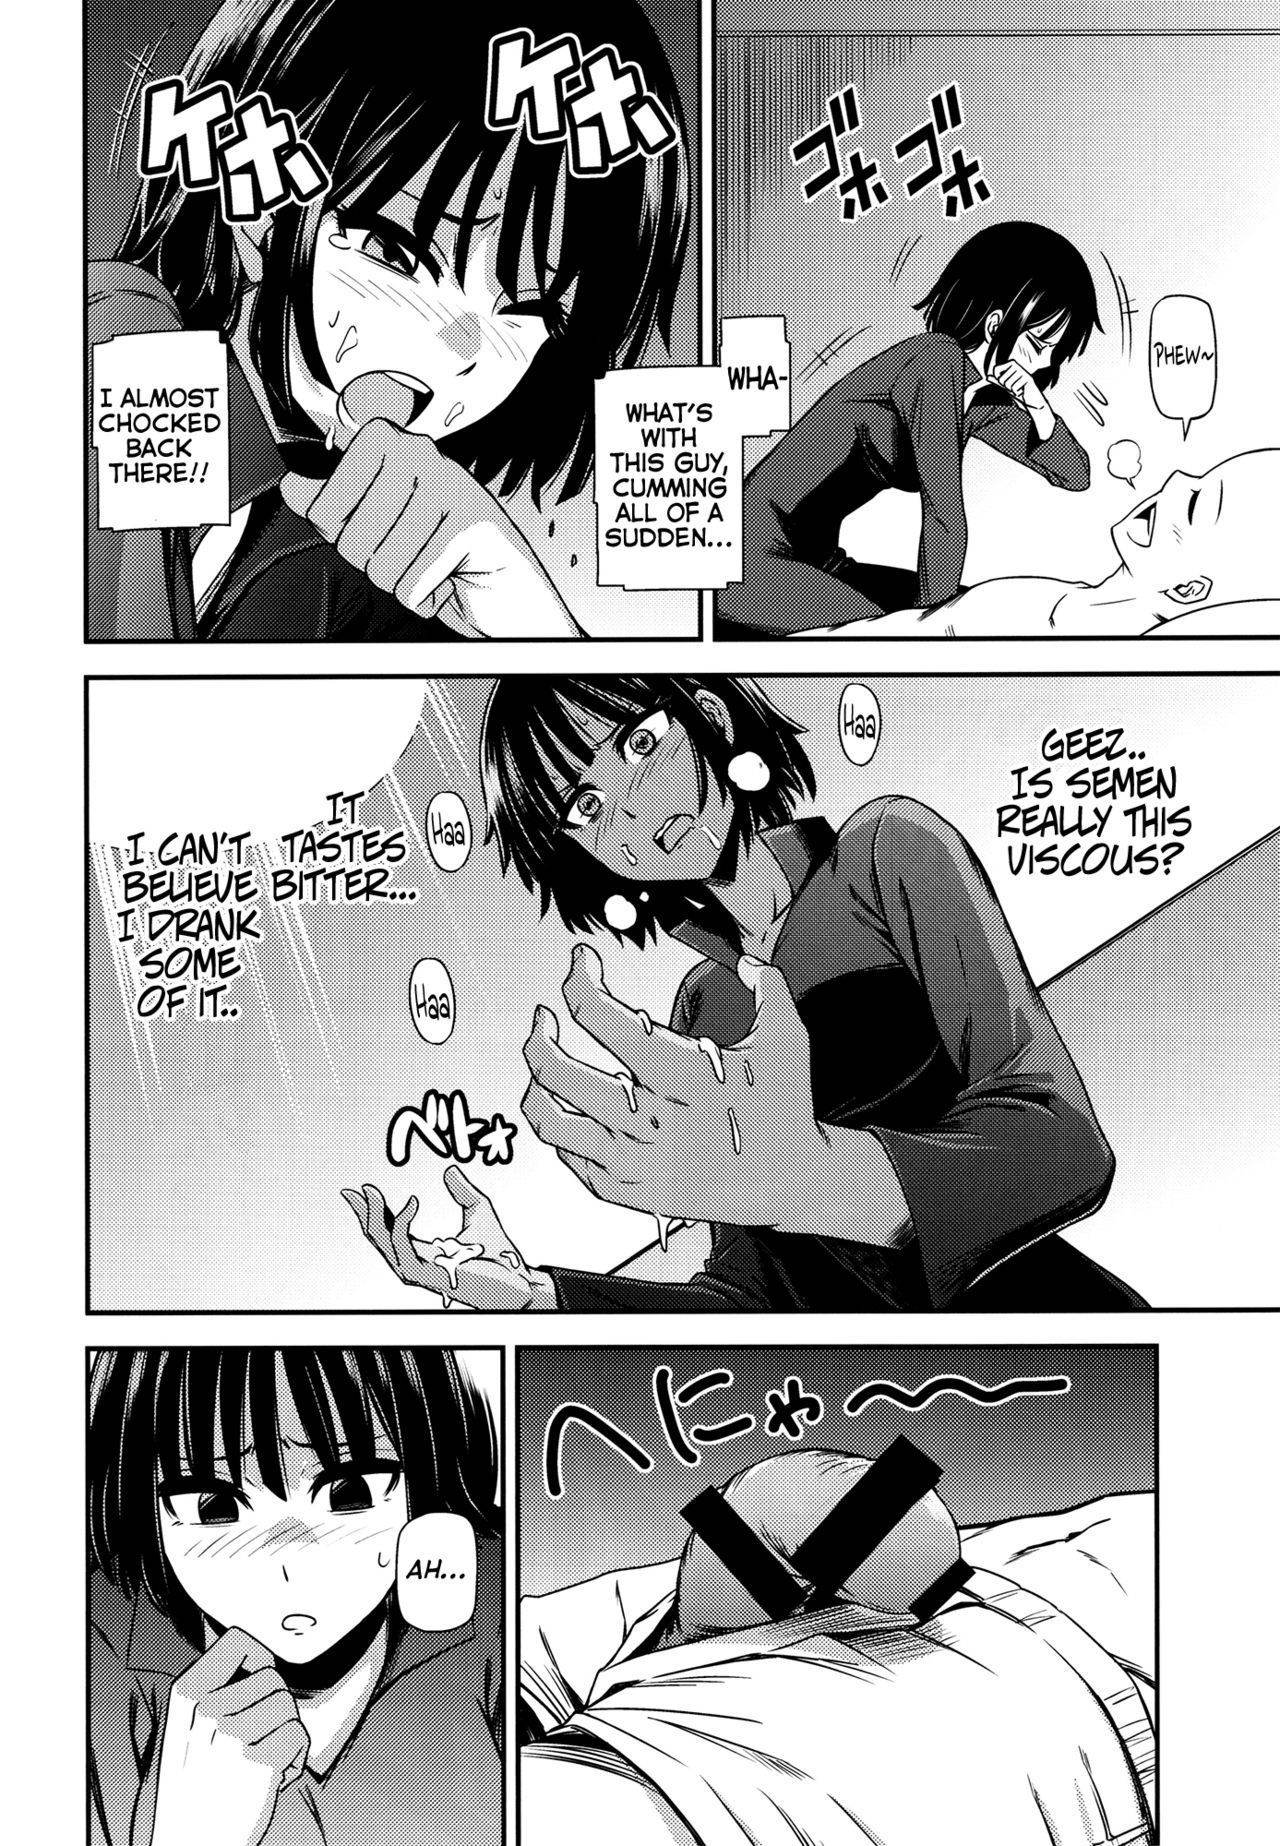 ゴホ
ゴホ
PHEW~
WHA-
WHAT'S
WITH
THIS GUY,
CUMMING
ALL OF A
SUDDEN...
ケホ
ケホ
I ALMOST
CHOCKED
BACK
THERE!!
GEEZ..
IS SEMEN
REALLY THIS
VISCOUS?
Haa
Haa
Haa
IT
TASTES
BITTER...
I CAN'T
BELIEVE
I DRANK
SOME
OF IT..
ベトォ
へにゃ〜〜
AH...